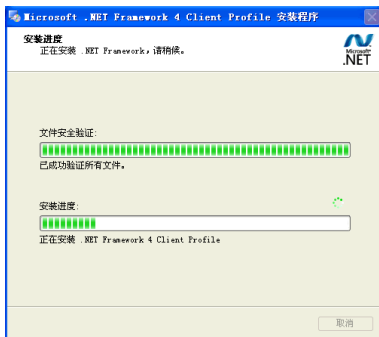 Microsoft .NET Framework 4 Client Profile 安装程序
安装进度
正在安装 .NET Framework，请稍候。
Microsoft
.NET
文件安全验证:
已成功验证所有文件。
安装进度:
正在安装 .NET Framework 4 Client Profile
取消